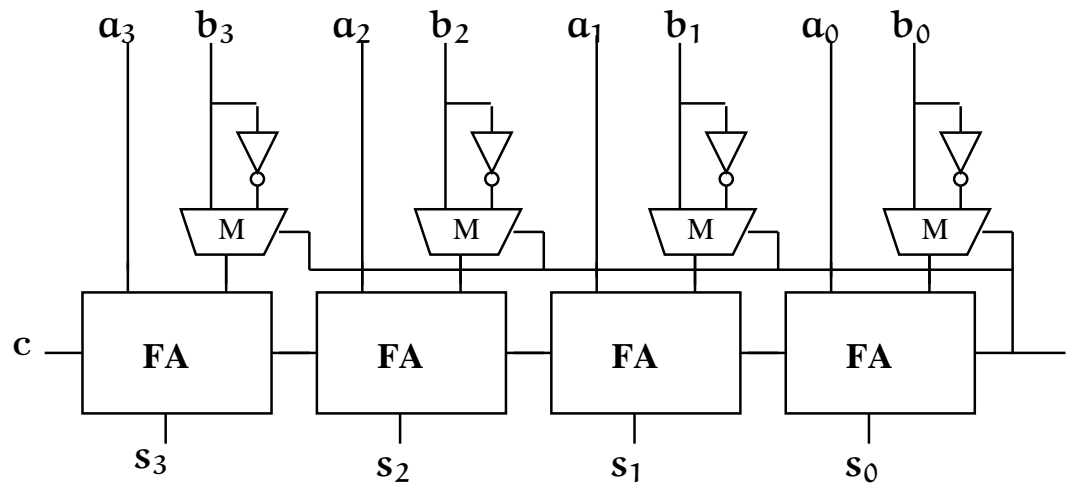 a₃ b₃ a₂ b₂ a₁ b₁ a₀ b₀
M M M M
c FA FA FA FA
s₃ s₂ s₁ s₀